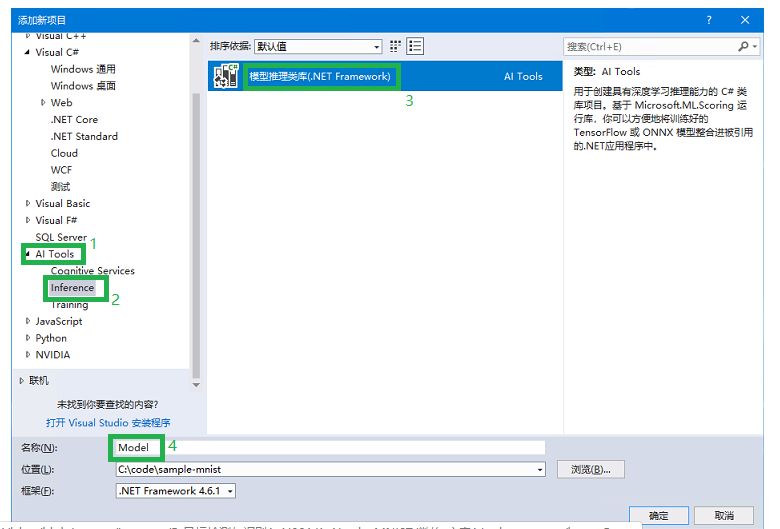 添加新项目
Visual C++
Visual C#
Windows 通用
Windows 桌面
Web
.NET Core
.NET Standard
Cloud
WCF
测试
Visual Basic
Visual F#
SQL Server
1
AI Tools
Cognitive Services
Inference
2
Training
JavaScript
Python
NVIDIA
联机
未找到你要查找的内容?
打开 Visual Studio 安装程序
排序依据: 默认值
C#
模型推理类库(.NET Framework) AI Tools
3
搜索(Ctrl+E)
类型: AI Tools
用于创建具有深度学习推理能力的 C# 类
库项目。基于 Microsoft.ML.Scoring 运
行库，你可以方便地将训练好的
TensorFlow 或 ONNX 模型整合进被引用
的.NET应用程序中。
名称(N): Model 4
位置(L): C:\code\sample-mnist 浏览(B)...
框架(F): .NET Framework 4.6.1
确定 取消